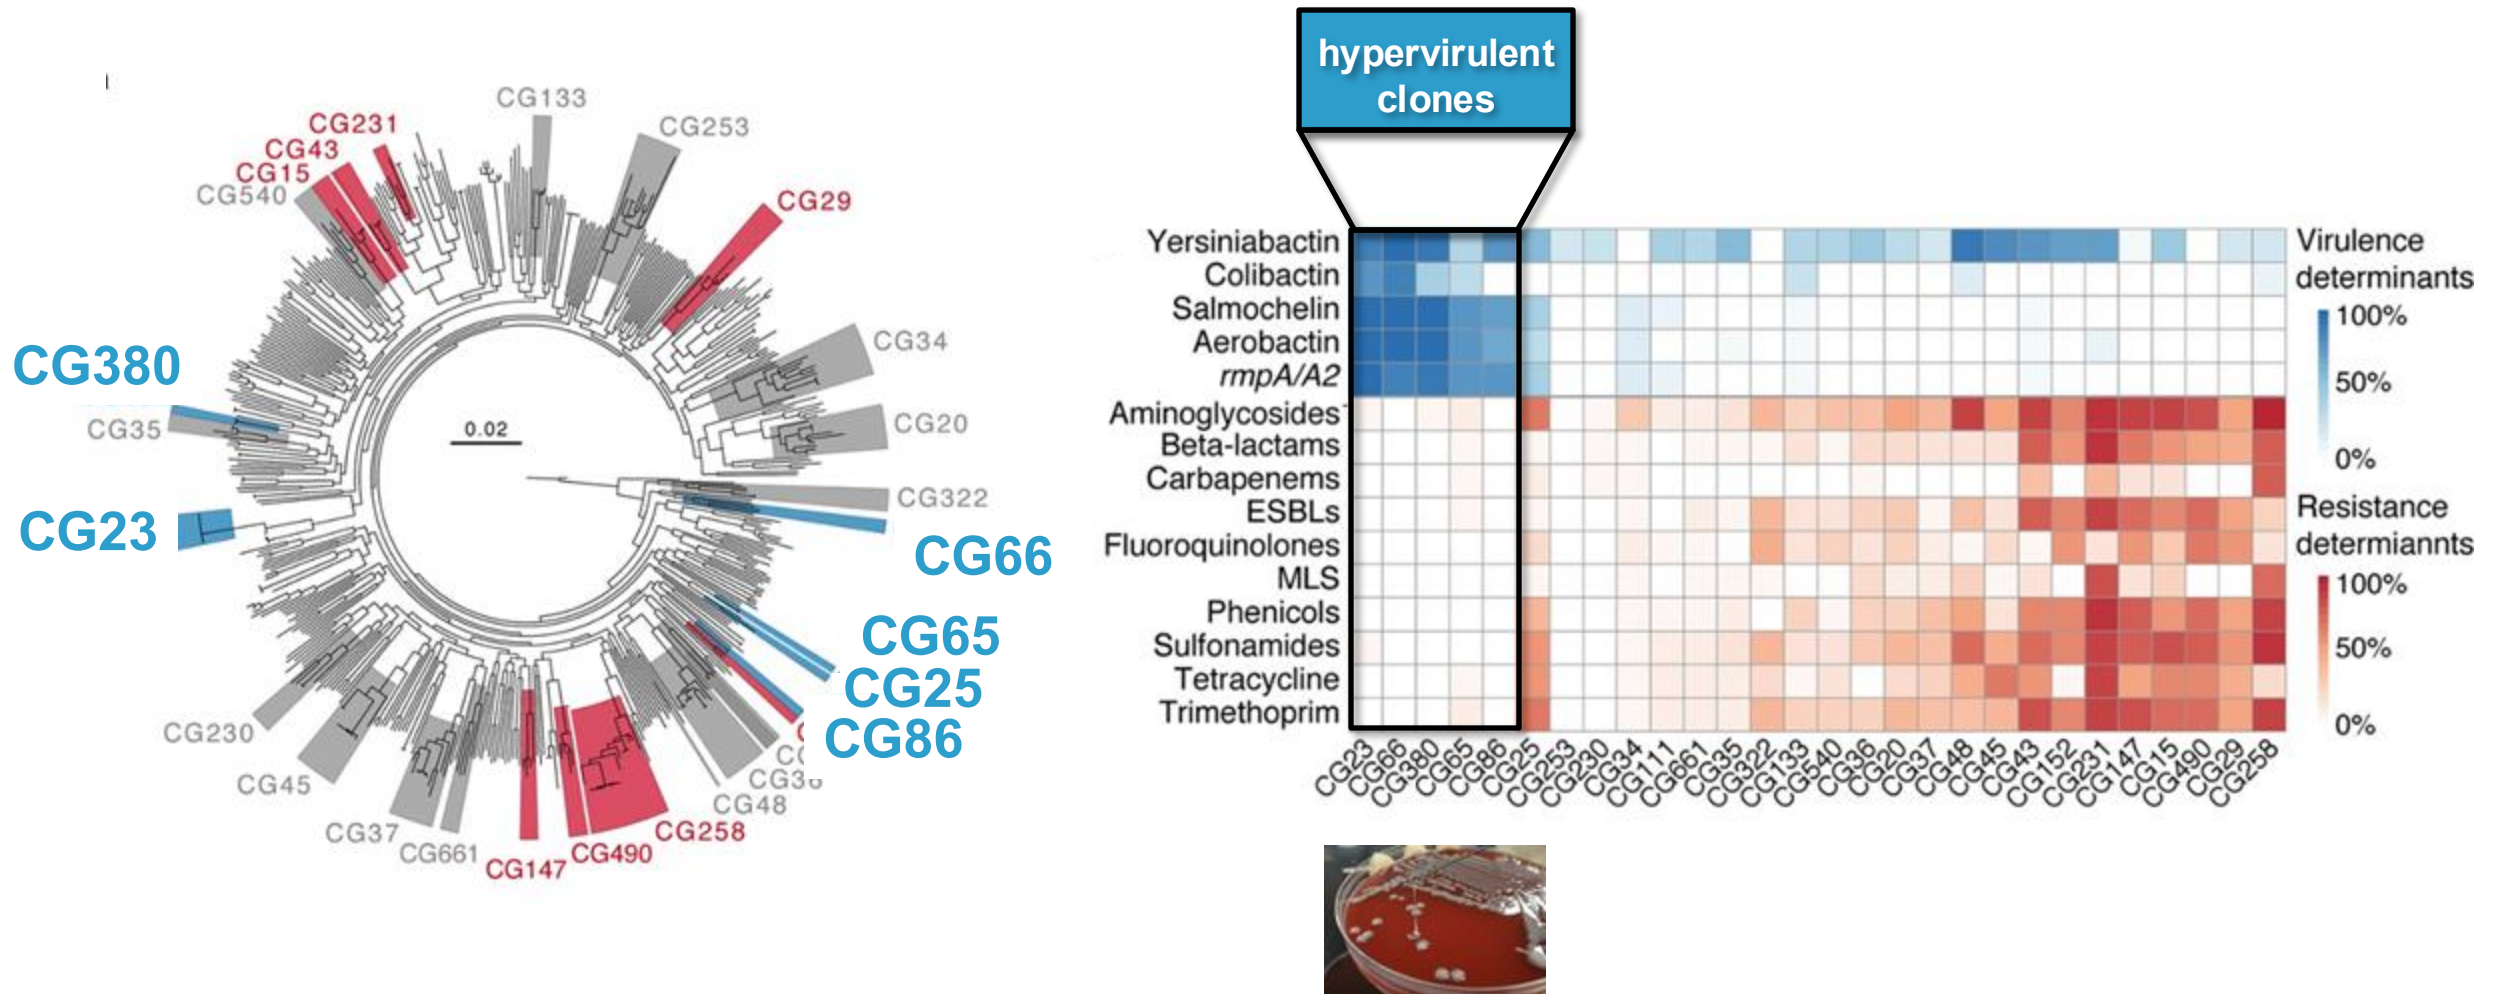 hypervirulent
clones
CG133
CG253
CG231
CG43
CG15
CG540
CG29
CG34
CG380
CG35
CG20
0.02
CG322
CG23
CG66
CG65
CG25
CG86
CG230
CG45
CG48
CG37
CG258
CG661
CG490
CG147
Yersiniabactin
Colibactin
Salmochelin
Aerobactin
rmpA/A2
Aminoglycosides
Beta-lactams
Carbapenems
ESBLs
Fluoroquinolones
MLS
Phenicols
Sulfonamides
Tetracycline
Trimethoprim
Virulence
determinants
100%
50%
0%
Resistance
determiannts
100%
50%
0%
CG23
CG66
CG380
CG65
CG86
CG25
CG253
CG230
CG34
CG111
CG661
CG35
CG322
CG133
CG540
CG36
CG20
CG37
CG48
CG45
CG43
CG152
CG231
CG147
CG15
CG490
CG29
CG258